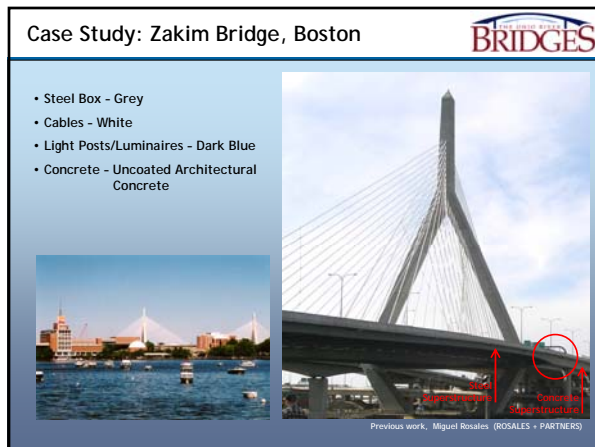 Case Study: Zakim Bridge, Boston
THE OHIO RIVER
BRIDGES
• Steel Box - Grey
• Cables - White
• Light Posts/Luminaires - Dark Blue
• Concrete - Uncoated Architectural
Concrete
Steel
Superstructure
Concrete
Superstructure
Previous work, Miguel Rosales (ROSALES + PARTNERS)